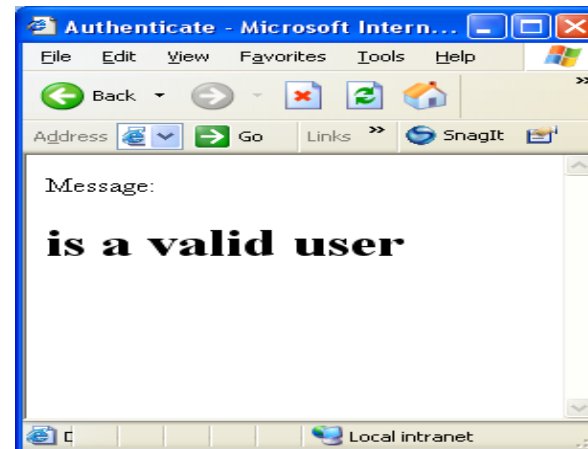 Authenticate - Microsoft Intern...
File Edit View Favorites Tools Help
Back »
Address Go Links » SnagIt
Message:
is a valid user
Local intranet